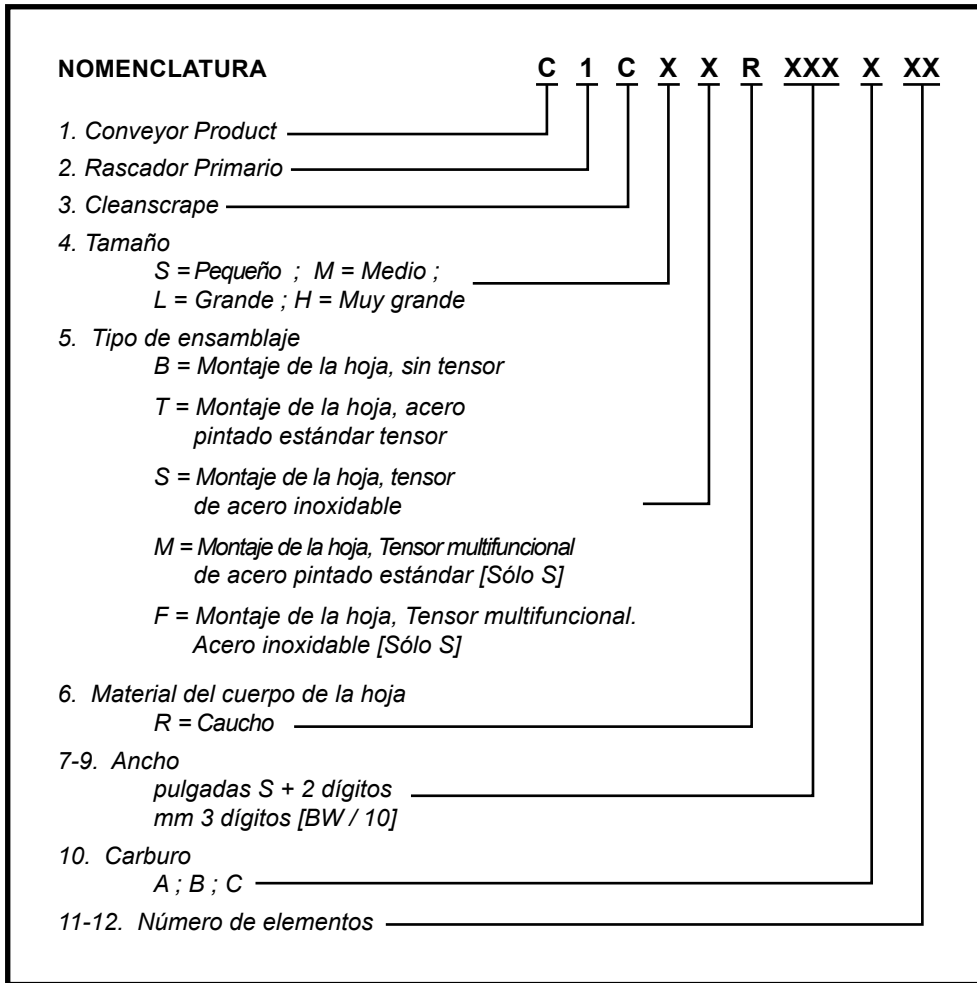 NOMENCLATURA C 1 C X X R XXX X XX
1. Conveyor Product
2. Rascador Primario
3. Cleanscrape
4. Tamaño
S = Pequeño ; M = Medio ;
L = Grande ; H = Muy grande
5. Tipo de ensamblaje
B = Montaje de la hoja, sin tensor
T = Montaje de la hoja, acero
pintado estándar tensor
S = Montaje de la hoja, tensor
de acero inoxidable
M = Montaje de la hoja, Tensor multifuncional
de acero pintado estándar [Sólo S]
F = Montaje de la hoja, Tensor multifuncional.
Acero inoxidable [Sólo S]
6. Material del cuerpo de la hoja
R = Caucho
7-9. Ancho
pulgadas S + 2 dígitos
mm 3 dígitos [BW / 10]
10. Carburo
A ; B ; C
11-12. Número de elementos